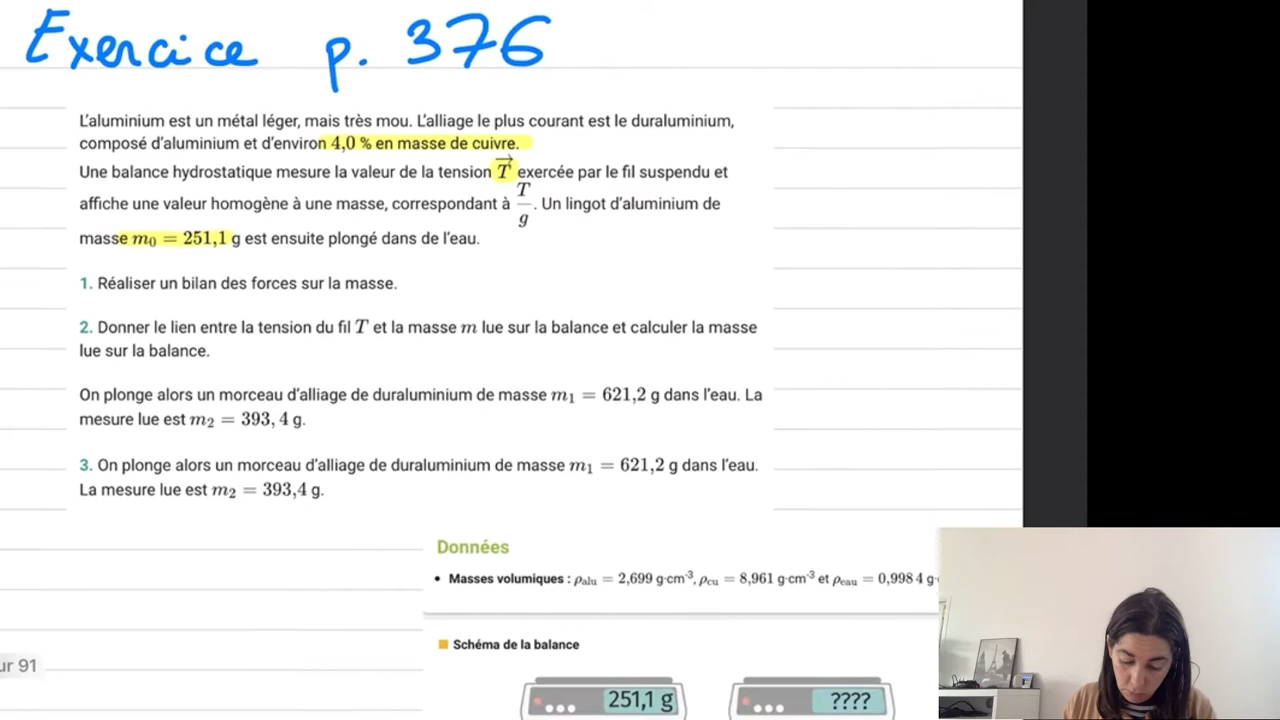 Exercice p. 376
L'aluminium est un métal léger, mais très mou. L'alliage le plus courant est le duraluminium,
composé d'aluminium et d'environ 4,0 % en masse de cuivre.
Une balance hydrostatique mesure la valeur de la tension T⃗ exercée par le fil suspendu et
affiche une valeur homogène à une masse, correspondant à T/g. Un lingot d'aluminium de
masse m₀ = 251,1 g est ensuite plongé dans de l'eau.
1. Réaliser un bilan des forces sur la masse.
2. Donner le lien entre la tension du fil T et la masse m lue sur la balance et calculer la masse
lue sur la balance.
On plonge alors un morceau d'alliage de duraluminium de masse m₁ = 621,2 g dans l'eau. La
mesure lue est m₂ = 393, 4 g.
3. On plonge alors un morceau d'alliage de duraluminium de masse m₁ = 621,2 g dans l'eau.
La mesure lue est m₂ = 393,4 g.
Données
• Masses volumiques : ρalu = 2,699 g·cm⁻³, ρcu = 8,961 g·cm⁻³ et ρeau = 0,998 4 g·
Schéma de la balance
ur 91
251,1 g ????